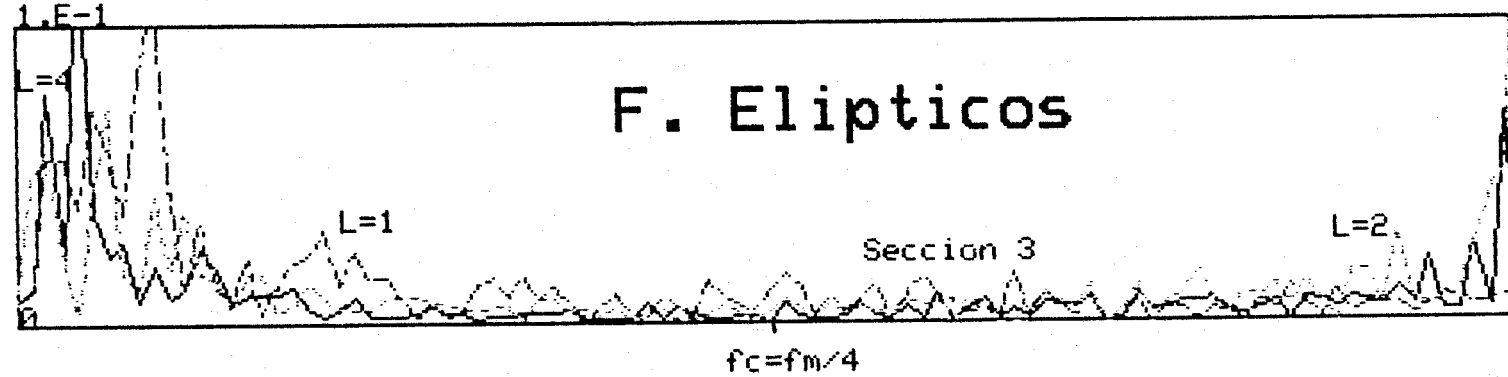 1.E-1
L=4
F. Elipticos
L=1
L=2
Seccion 3
0
fc=fm/4